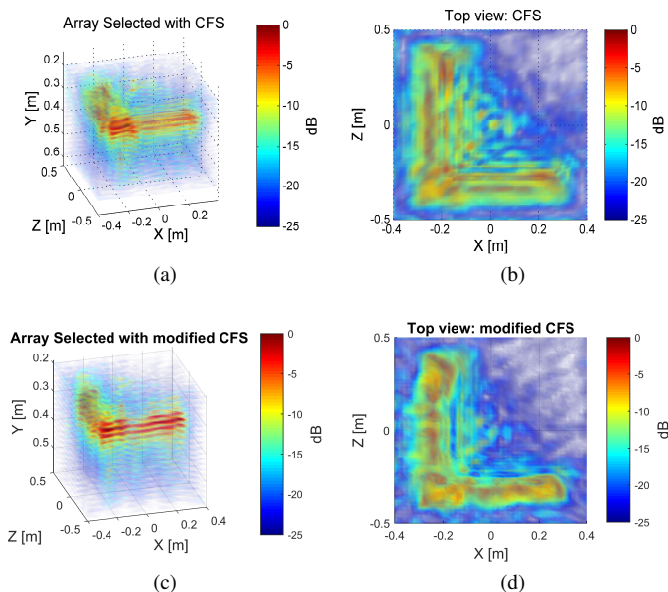 Array Selected with CFS
0.2
0.3
0.4
0.5
0.6
Y [m]
0.5
0
-0.5
Z [m]
-0.4
-0.2
0
0.2
X [m]
0
-5
-10
-15
-20
-25
dB
(a)
Top view: CFS
0.5
0
-0.5
Z [m]
-0.4
-0.2
0
0.2
0.4
X [m]
0
-5
-10
-15
-20
-25
dB
(b)
Array Selected with modified CFS
0.2
0.3
0.4
0.5
Y [m]
0.5
0
-0.5
Z [m]
-0.4
-0.2
0
0.2
0.4
X [m]
0
-5
-10
-15
-20
-25
dB
(c)
Top view: modified CFS
0.5
0
-0.5
Z [m]
-0.4
-0.2
0
0.2
0.4
X [m]
0
-5
-10
-15
-20
-25
dB
(d)